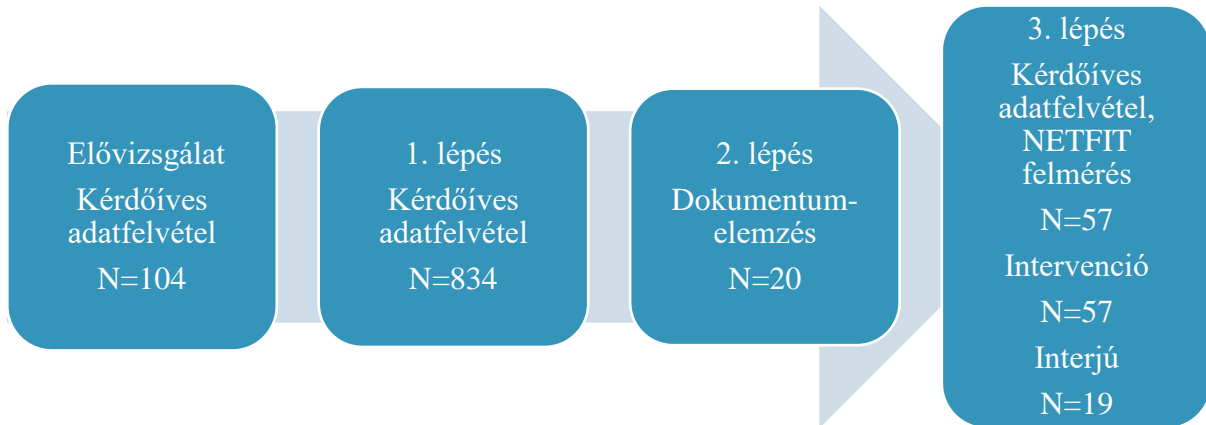 Elővizsgálat
Kérdőíves
adatfelvétel
N=104
1. lépés
Kérdőíves
adatfelvétel
N=834
2. lépés
Dokumentum-
elemzés
N=20
3. lépés
Kérdőíves
adatfelvétel,
NETFIT
felmérés
N=57
Intervenció
N=57
Interjú
N=19